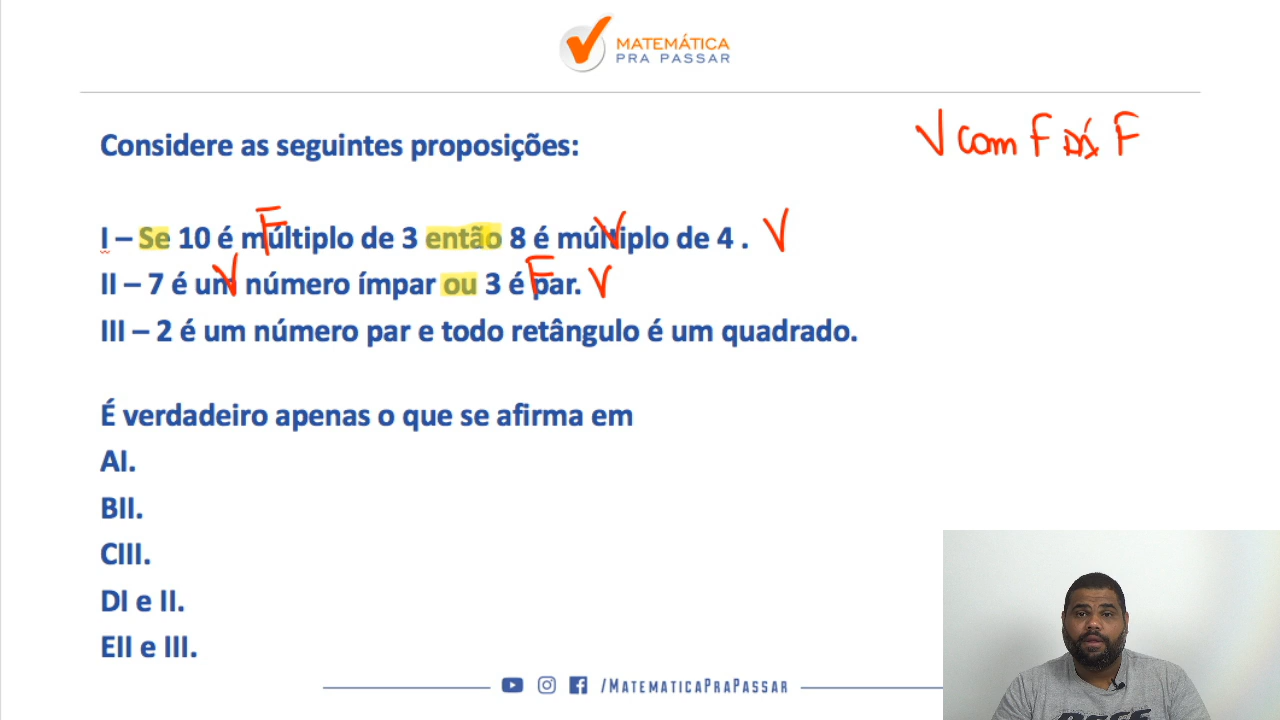 MATEMÁTICA
PRA PASSAR
V com F dá F
Considere as seguintes proposições:
F V V
I – Se 10 é múltiplo de 3 então 8 é múltiplo de 4 .
V F V
II – 7 é um número ímpar ou 3 é par.
III – 2 é um número par e todo retângulo é um quadrado.
É verdadeiro apenas o que se afirma em
AI.
BII.
CIII.
DI e II.
EII e III.
/MATEMATICAPRAPASSAR